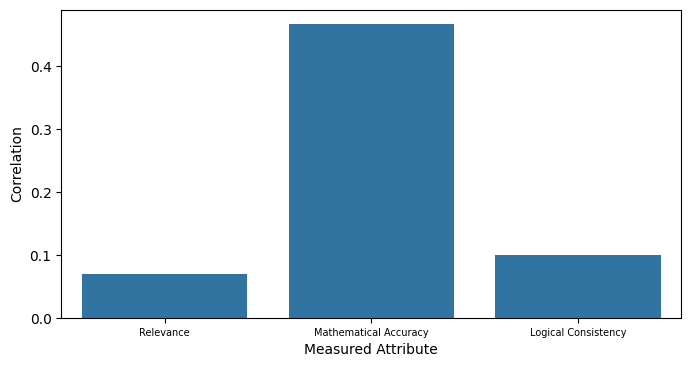 Correlation
0.4
0.3
0.2
0.1
0.0
Relevance
Mathematical Accuracy
Logical Consistency
Measured Attribute